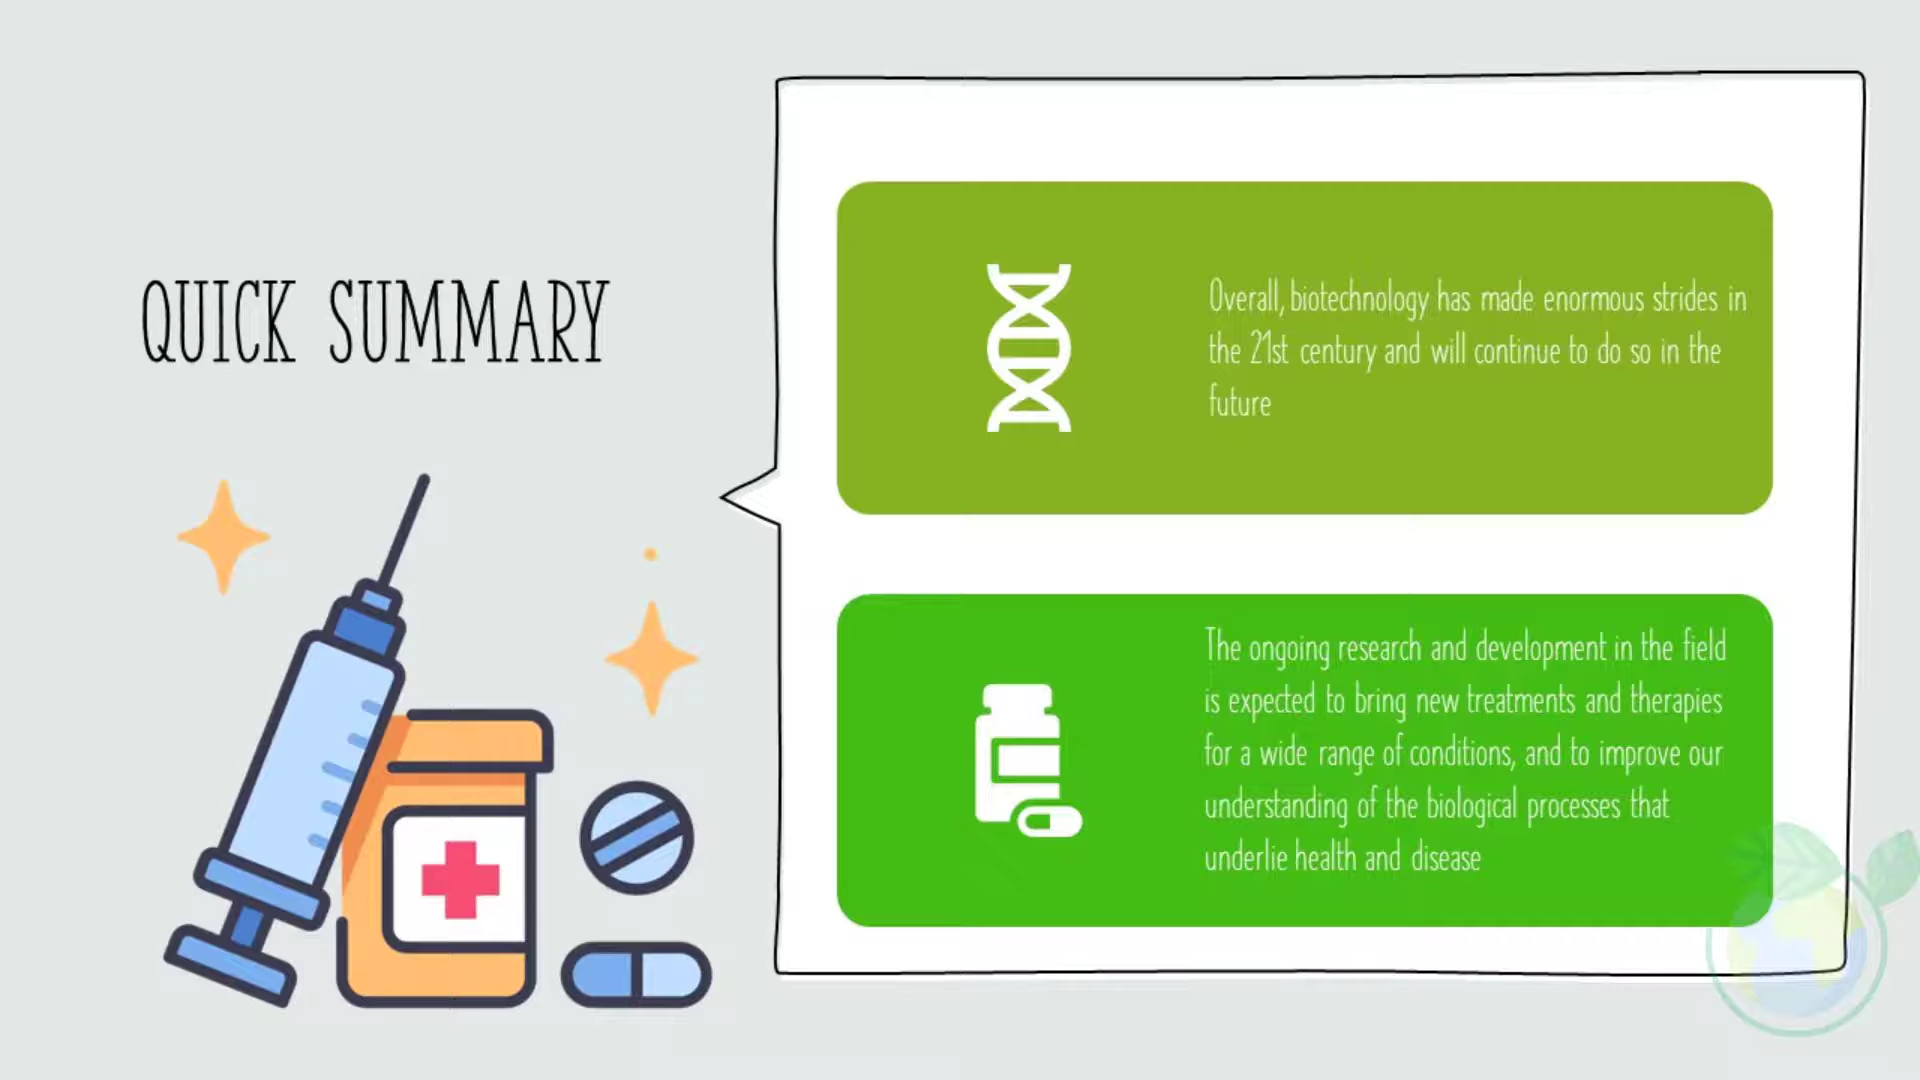 QUICK SUMMARY
Overall, biotechnology has made enormous strides in
the 21st century and will continue to do so in the
future
The ongoing research and development in the field
is expected to bring new treatments and therapies
for a wide range of conditions, and to improve our
understanding of the biological processes that
underlie health and disease